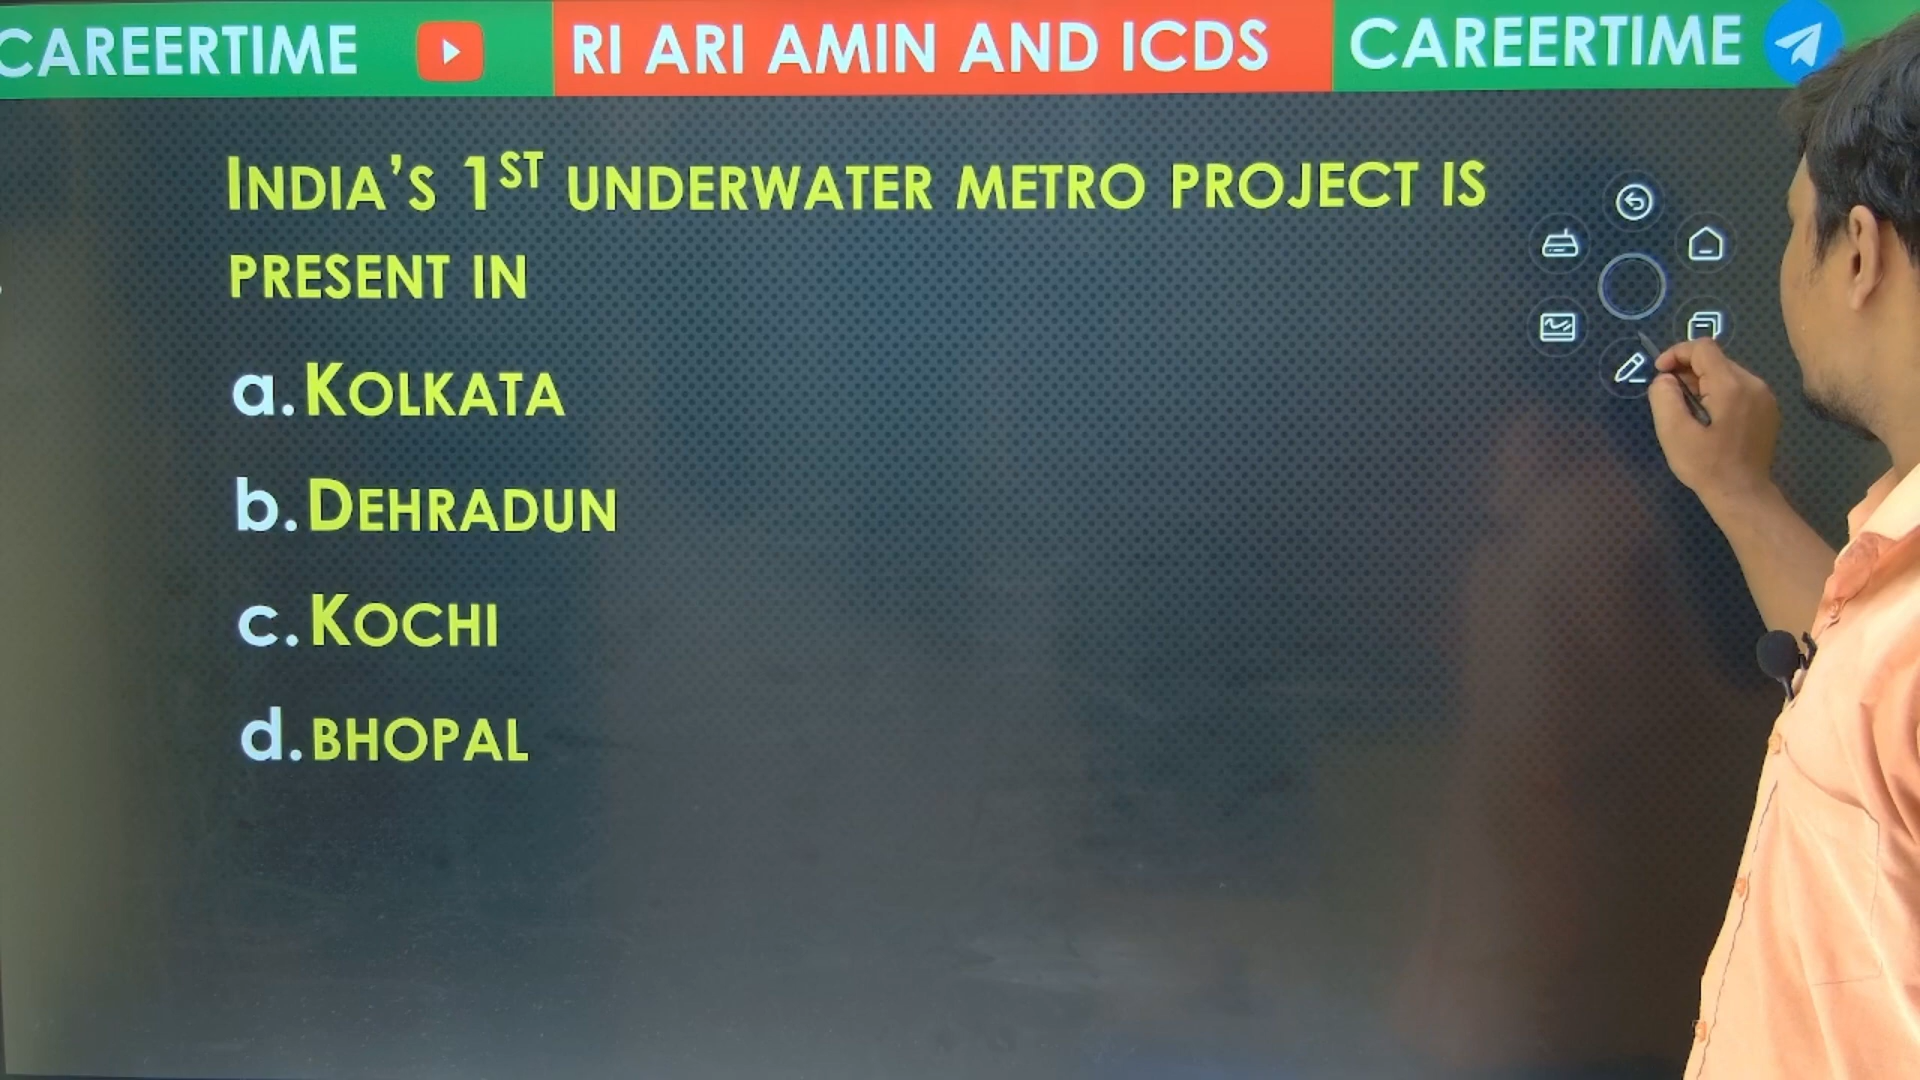 CAREERTIME RI ARI AMIN AND ICDS CAREERTIME
INDIA'S 1ST UNDERWATER METRO PROJECT IS
PRESENT IN
a. KOLKATA
b. DEHRADUN
c. KOCHI
d. BHOPAL